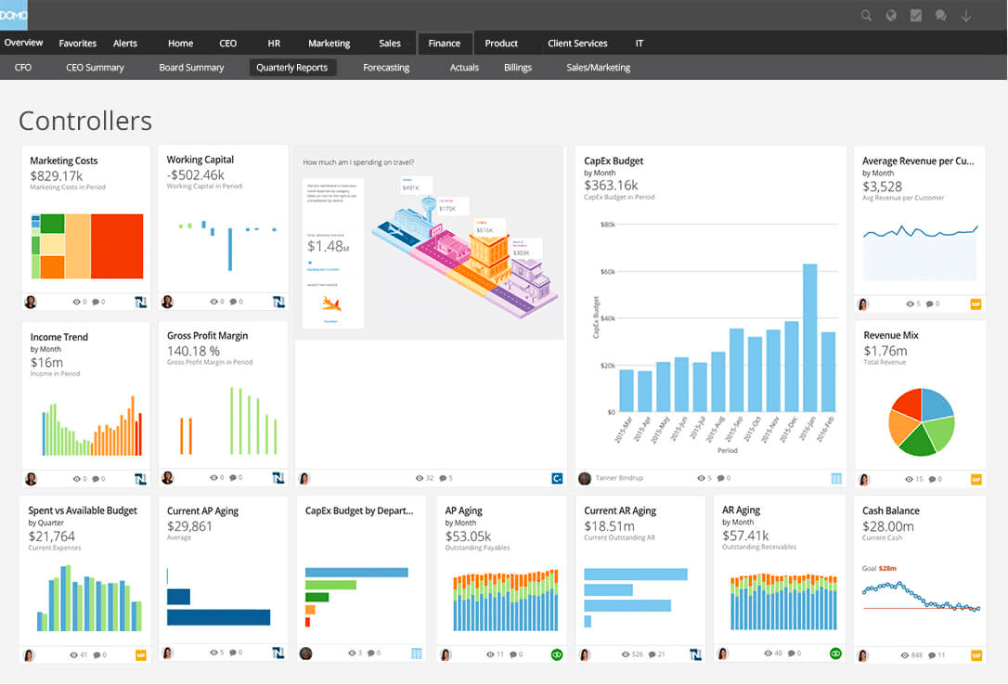 DOMO
Overview Favorites Alerts Home CEO HR Marketing Sales Finance Product Client Services IT
CFO CEO Summary Board Summary Quarterly Reports Forecasting Actuals Billings Sales/Marketing
Controllers
Marketing Costs
$829.17k
Marketing Costs in Period
0 0
Working Capital
-$502.46k
Working Capital in Period
0 0
How much am I spending on travel?
$1.48M
$175K
32 5
CapEx Budget
by Month
$363.16k
CapEx Budget in Period
$80k
$60k
$40k
$20k
$0
CapEx Budget
2015-Mar 2015-Apr 2015-May 2015-Jun 2015-Jul 2015-Aug 2015-Sep 2015-Oct 2015-Nov 2015-Dec 2016-Jan 2016-Feb
Period
Tanner Bindrup 5 0
Average Revenue per Cu...
by Month
$3,528
Avg Revenue per Customer
5 0
Income Trend
by Month
$16m
Income in Period
0 0
Gross Profit Margin
140.18 %
Gross Profit Margin in Period
0 0
Revenue Mix
$1.76m
Total Revenue
15 0
Spent vs Available Budget
by Quarter
$21,764
Current Expenses
41 0
Current AP Aging
$29,861
Average
5 0
CapEx Budget by Depart...
3 0
AP Aging
by Month
$53.05k
Outstanding Payables
11 0
Current AR Aging
$18.51m
Current Outstanding AR
526 21
AR Aging
by Month
$57.41k
Outstanding Receivables
40 0
Cash Balance
$28.00m
Current Cash
Goal $28m
848 11